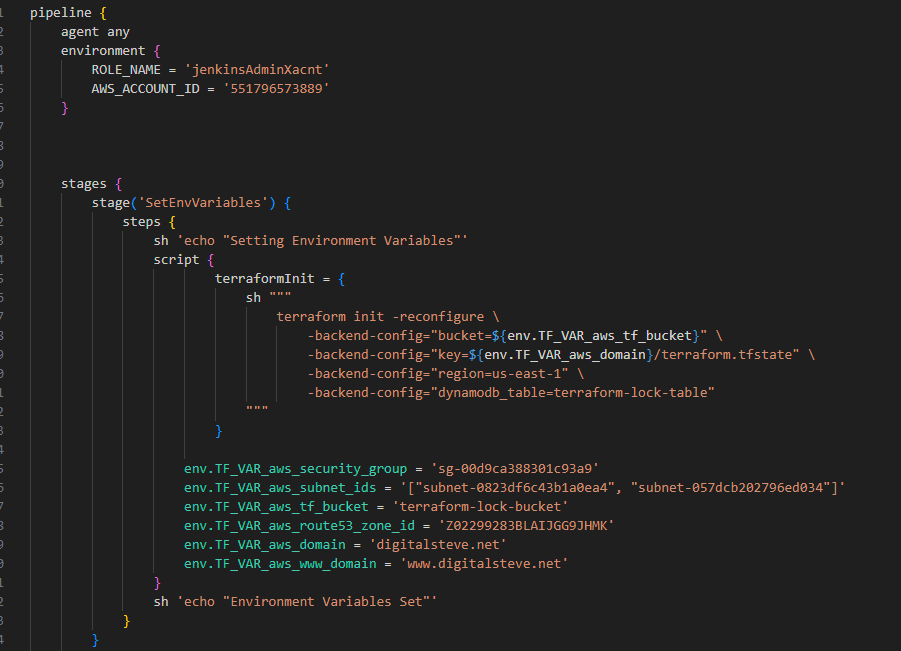 1 pipeline {
2 agent any
3 environment {
4 ROLE_NAME = 'jenkinsAdminXacnt'
5 AWS_ACCOUNT_ID = '551796573889'
6 }
7
8
9
0 stages {
1 stage('SetEnvVariables') {
2 steps {
3 sh 'echo "Setting Environment Variables"'
4 script {
5 terraformInit = {
6 sh """
7 terraform init -reconfigure \
8 -backend-config="bucket=${env.TF_VAR_aws_tf_bucket}" \
9 -backend-config="key=${env.TF_VAR_aws_domain}/terraform.tfstate" \
0 -backend-config="region=us-east-1" \
1 -backend-config="dynamodb_table=terraform-lock-table"
2 """
3 }
4
5 env.TF_VAR_aws_security_group = 'sg-00d9ca388301c93a9'
6 env.TF_VAR_aws_subnet_ids = '["subnet-0823df6c43b1a0ea4", "subnet-057dcb202796ed034"]'
7 env.TF_VAR_aws_tf_bucket = 'terraform-lock-bucket'
8 env.TF_VAR_aws_route53_zone_id = 'Z02299283BLAIJGG9JHMK'
9 env.TF_VAR_aws_domain = 'digitalsteve.net'
0 env.TF_VAR_aws_www_domain = 'www.digitalsteve.net'
1 }
2 sh 'echo "Environment Variables Set"'
3 }
4 }